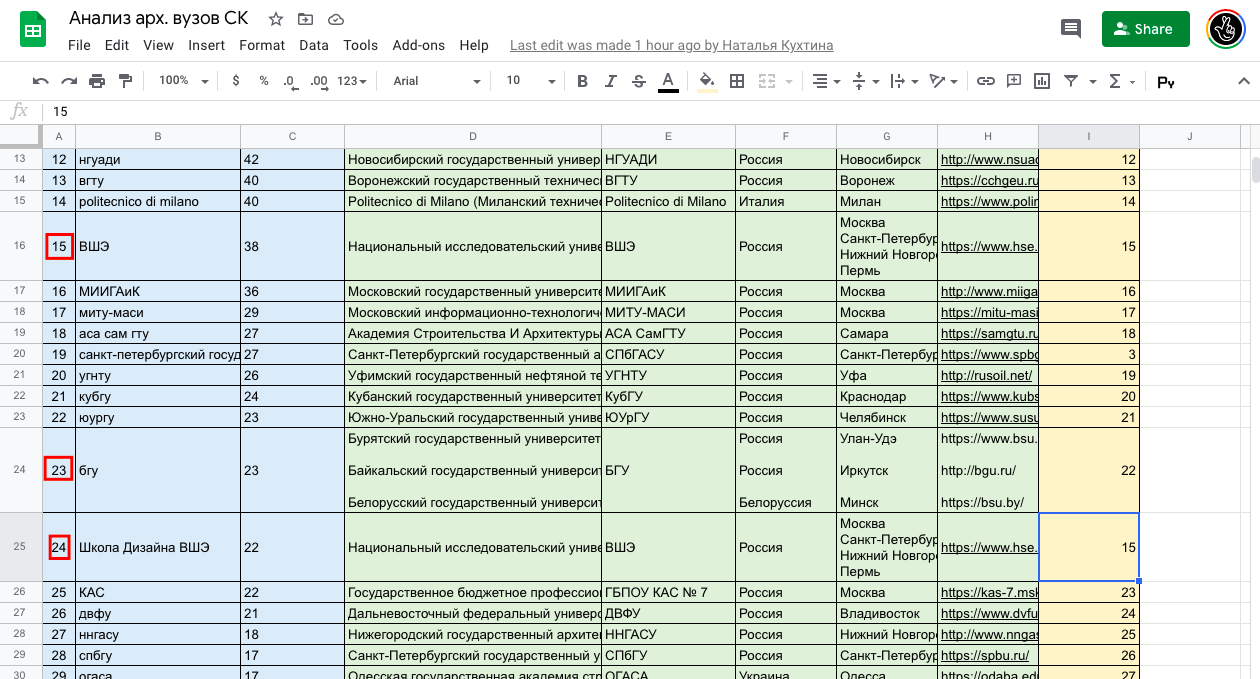 Анализ арх. вузов СК
File Edit View Insert Format Data Tools Add-ons Help Last edit was made 1 hour ago by Наталья Кухтина
Share
100% $ % .0 .00 123 Arial 10 B I S A Py
fx 15
A B C D E F G H I J
13 12 нгуади 42 Новосибирский государственный универ НГУАДИ Россия Новосибирск http://www.nsuad 12
14 13 вгту 40 Воронежский государственный техничес ВГТУ Россия Воронеж https://cchgeu.ru 13
15 14 politecnico di milano 40 Politecnico di Milano (Миланский техниче Politecnico di Milano Италия Милан https://www.polin 14
16 15 ВШЭ 38 Национальный исследовательский униве ВШЭ Россия Москва
Санкт-Петербур
Нижний Новгор
Пермь
https://www.hse. 15
17 16 МИИГАиК 36 Московский государственный университе МИИГАиК Россия Москва http://www.miiga 16
18 17 миту-маси 29 Московский информационно-технологич МИТУ-МАСИ Россия Москва https://mitu-masi 17
19 18 аса сам гту 27 Академия Строительства И Архитектуры АСА СамГТУ Россия Самара https://samgtu.ru 18
20 19 санкт-петербургский госуд 27 Санкт-Петербургский государственный а СПбГАСУ Россия Санкт-Петербур https://www.spbg 3
21 20 угнту 26 Уфимский государственный нефтяной те УГНТУ Россия Уфа http://rusoil.net/ 19
22 21 кубгу 24 Кубанский государственный университет КубГУ Россия Краснодар https://www.kubs 20
23 22 юургу 23 Южно-Уральский государственный униве ЮУрГУ Россия Челябинск https://www.susu 21
Бурятский государственный университет Россия Улан-Удэ https://www.bsu.
24 23 бгу 23 Байкальский государственный университ БГУ Россия Иркутск http://bgu.ru/ 22
Белорусский государственный университ Белоруссия Минск https://bsu.by/
25 24 Школа Дизайна ВШЭ 22 Национальный исследовательский униве ВШЭ Россия Москва
Санкт-Петербур
Нижний Новгор
Пермь
https://www.hse. 15
26 25 КАС 22 Государственное бюджетное профессио ГБПОУ КАС № 7 Россия Москва https://kas-7.msk 23
27 26 двфу 21 Дальневосточный федеральный универс ДВФУ Россия Владивосток https://www.dvfu 24
28 27 ннгасу 18 Нижегородский государственный архитек ННГАСУ Россия Нижний Новгор http://www.nngas 25
29 28 спбгу 17 Санкт-Петербургский государственный у СПбГУ Россия Санкт-Петербур https://spbu.ru/ 26
30 29 огаса 17 Одесская государственная академия стр ОГАСА Украина Одесса https://odaba.edu 27